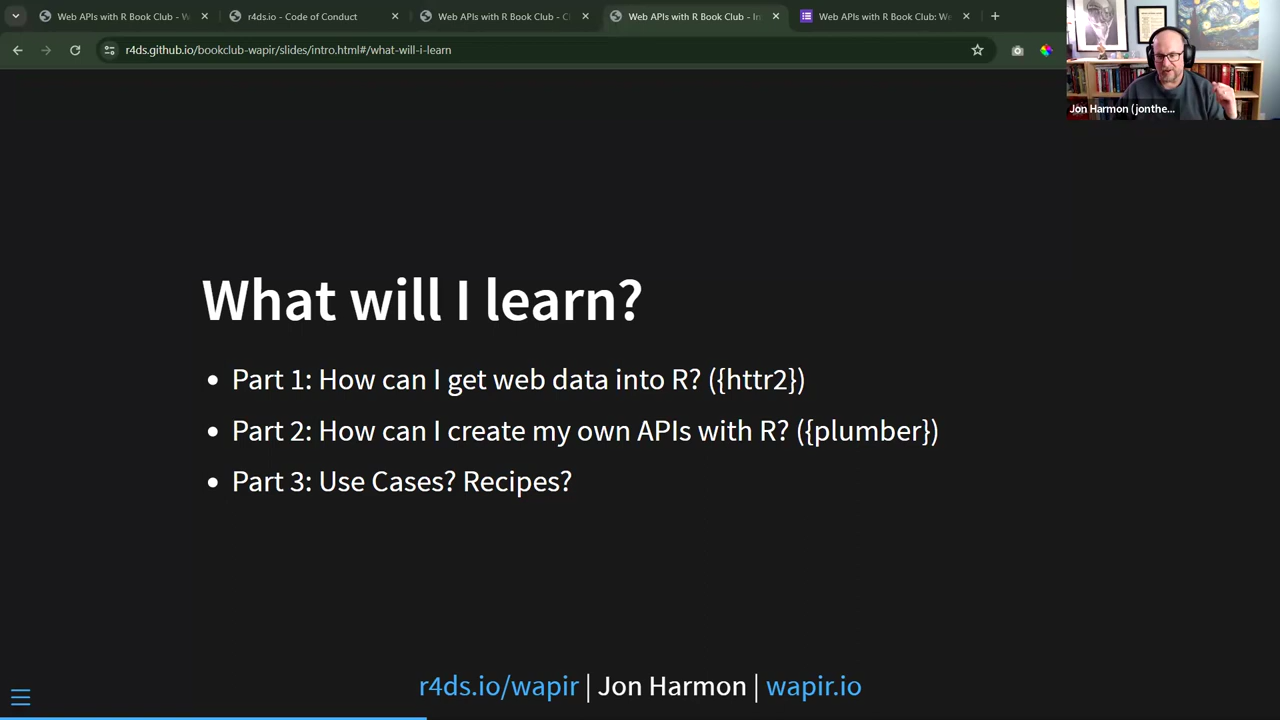 Web APIs with R Book Club - W
r4ds.io - Code of Conduct
Web APIs with R Book Club - C
Web APIs with R Book Club - In
Web APIs with R Book Club: We
r4ds.github.io/bookclub-wapir/slides/intro.html#/what-will-i-learn
Jon Harmon (jonthe...
What will I learn?
• Part 1: How can I get web data into R? ({httr2})
• Part 2: How can I create my own APIs with R? ({plumber})
• Part 3: Use Cases? Recipes?
r4ds.io/wapir | Jon Harmon | wapir.io